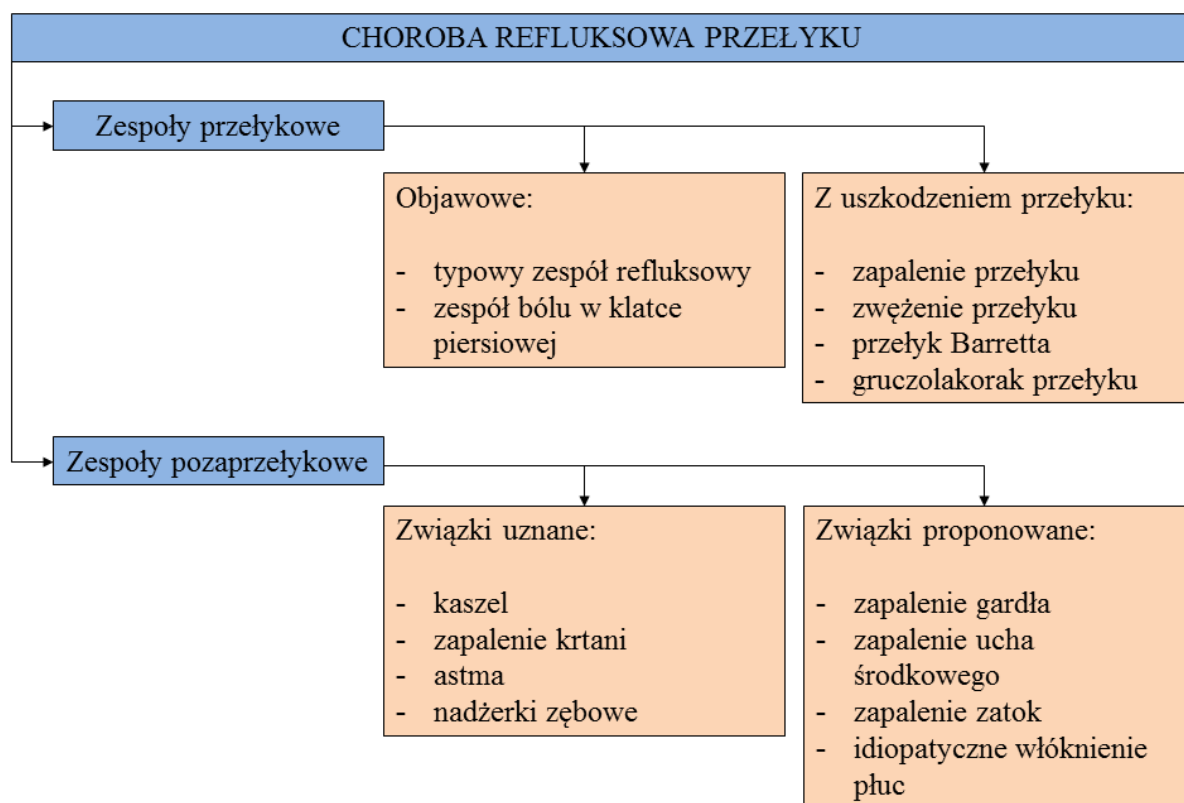 CHOROBA REFLUKSOWA PRZEŁYKU
Zespoły przełykowe
Objawowe:
- typowy zespół refluksowy
- zespół bólu w klatce
piersiowej
Z uszkodzeniem przełyku:
- zapalenie przełyku
- zwężenie przełyku
- przełyk Barretta
- gruczolakorak przełyku
Zespoły pozaprzełykowe
Związki uznane:
- kaszel
- zapalenie krtani
- astma
- nadżerki zębowe
Związki proponowane:
- zapalenie gardła
- zapalenie ucha
środkowego
- zapalenie zatok
- idiopatyczne włóknienie
płuc